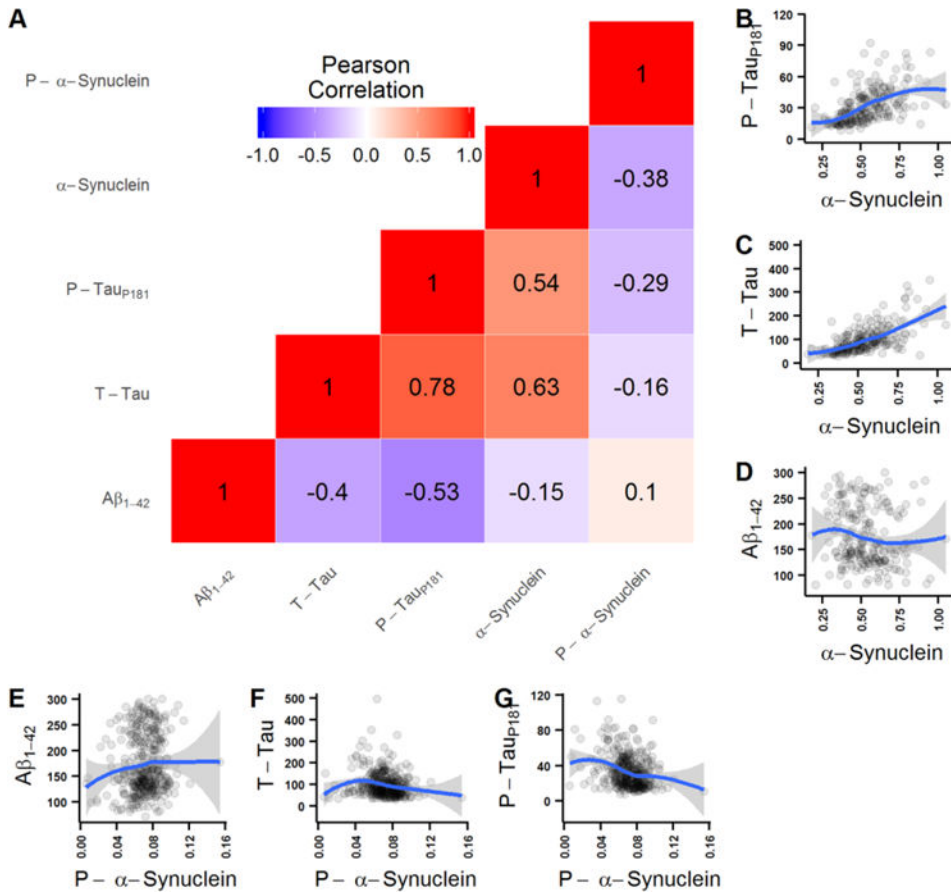 A
P – α– Synuclein
α– Synuclein
P – TauP181
T – Tau
Aβ1–42
Pearson
Correlation
-1.0 -0.5 0.0 0.5 1.0
1
1 -0.38
1 0.54 -0.29
1 0.78 0.63 -0.16
1 -0.4 -0.53 -0.15 0.1
Aβ1–42 T – Tau P – TauP181 α– Synuclein P – α– Synuclein
B
P – TauP181
120
90
60
30
0
0.25 0.50 0.75 1.00
α– Synuclein
C
T – Tau
500
400
300
200
100
0
0.25 0.50 0.75 1.00
α– Synuclein
D
Aβ1–42
300
250
200
150
100
0.25 0.50 0.75 1.00
α– Synuclein
E
Aβ1–42
300
250
200
150
100
0.00 0.04 0.08 0.12 0.16
P – α– Synuclein
F
T – Tau
500
400
300
200
100
0
0.00 0.04 0.08 0.12 0.16
P – α– Synuclein
G
P – TauP181
120
80
40
0
0.00 0.04 0.08 0.12 0.16
P – α– Synuclein